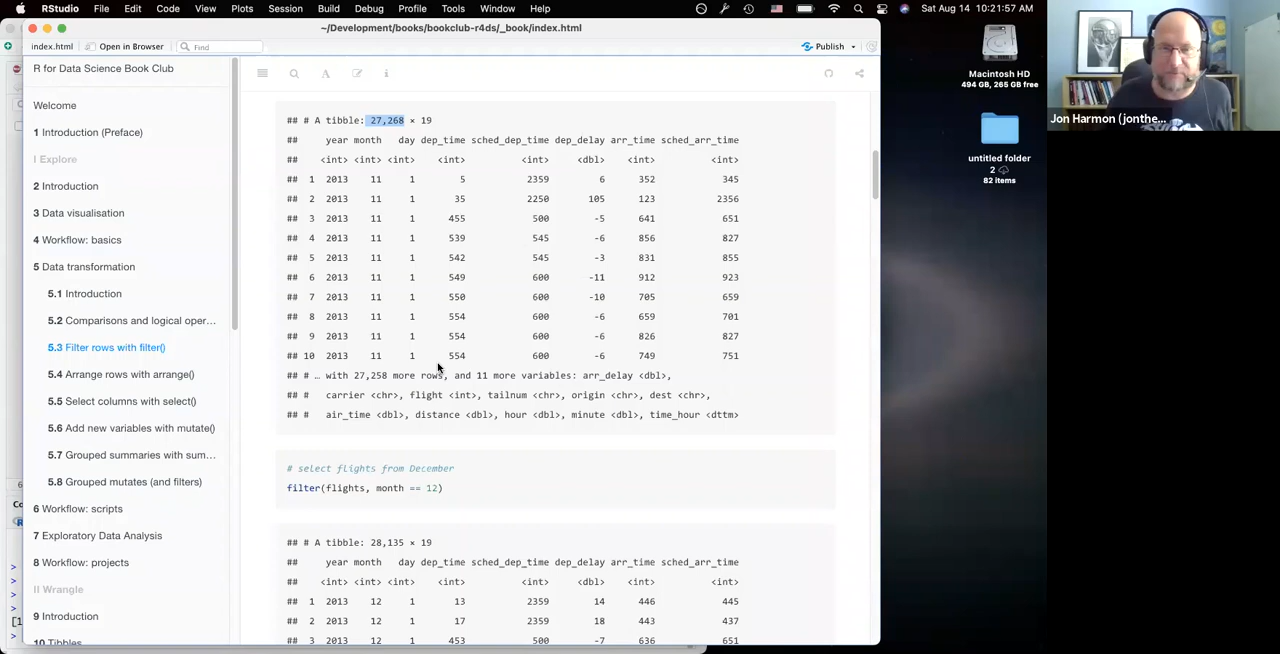 RStudio File Edit Code View Plots Session Build Debug Profile Tools Window Help Sat Aug 14 10:21:57 AM
~/Development/books/bookclub-r4ds/_book/index.html
index.html Open in Browser Find Publish
R for Data Science Book Club
Welcome
1 Introduction (Preface)
I Explore
2 Introduction
3 Data visualisation
4 Workflow: basics
5 Data transformation
5.1 Introduction
5.2 Comparisons and logical oper...
5.3 Filter rows with filter()
5.4 Arrange rows with arrange()
5.5 Select columns with select()
5.6 Add new variables with mutate()
5.7 Grouped summaries with sum...
5.8 Grouped mutates (and filters)
6 Workflow: scripts
7 Exploratory Data Analysis
8 Workflow: projects
II Wrangle
9 Introduction
10 Tibbles
## # A tibble: 27,268 × 19
## year month day dep_time sched_dep_time dep_delay arr_time sched_arr_time
## <int> <int> <int> <int> <int> <dbl> <int> <int>
## 1 2013 11 1 5 2359 6 352 345
## 2 2013 11 1 35 2250 105 123 2356
## 3 2013 11 1 455 500 -5 641 651
## 4 2013 11 1 539 545 -6 856 827
## 5 2013 11 1 542 545 -3 831 855
## 6 2013 11 1 549 600 -11 912 923
## 7 2013 11 1 550 600 -10 705 659
## 8 2013 11 1 554 600 -6 659 701
## 9 2013 11 1 554 600 -6 826 827
## 10 2013 11 1 554 600 -6 749 751
## # … with 27,258 more rows, and 11 more variables: arr_delay <dbl>,
## # carrier <chr>, flight <int>, tailnum <chr>, origin <chr>, dest <chr>,
## # air_time <dbl>, distance <dbl>, hour <dbl>, minute <dbl>, time_hour <dttm>
# select flights from December
filter(flights, month == 12)
## # A tibble: 28,135 × 19
## year month day dep_time sched_dep_time dep_delay arr_time sched_arr_time
## <int> <int> <int> <int> <int> <dbl> <int> <int>
## 1 2013 12 1 13 2359 14 446 445
## 2 2013 12 1 17 2359 18 443 437
## 3 2013 12 1 453 500 -7 636 651
Macintosh HD
494 GB, 265 GB free
untitled folder
2
82 items
Jon Harmon (jonthe...